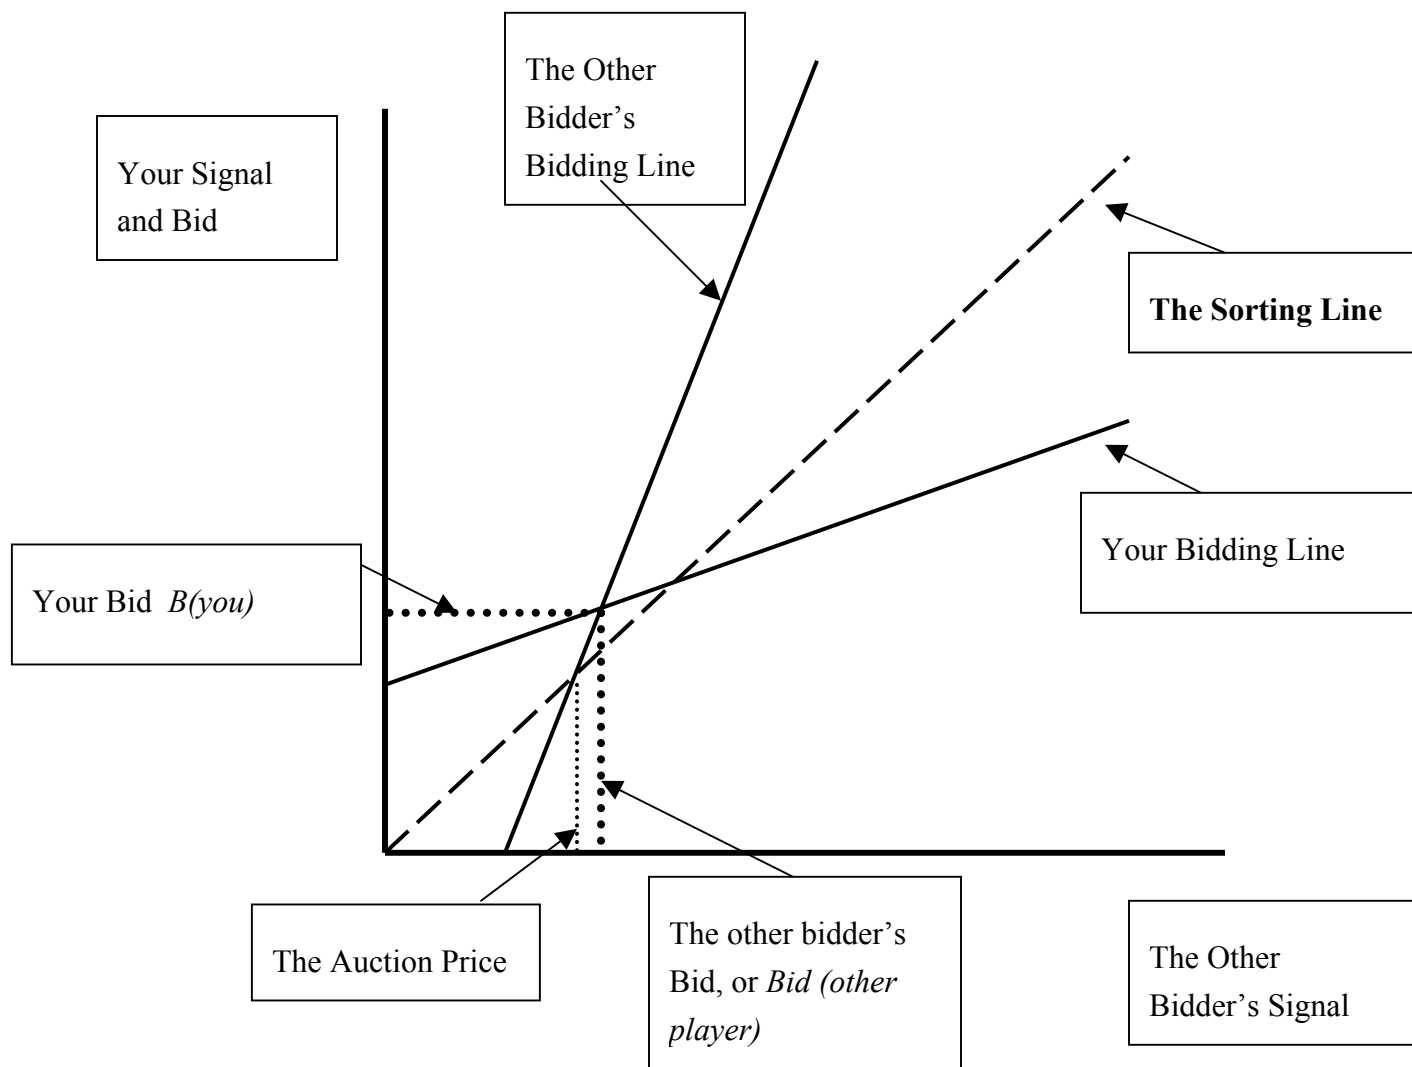 The Other
Bidder’s
Bidding Line
Your Signal
and Bid
The Sorting Line
Your Bidding Line
Your Bid B(you)
The Auction Price
The other bidder’s
Bid, or Bid (other
player)
The Other
Bidder’s Signal